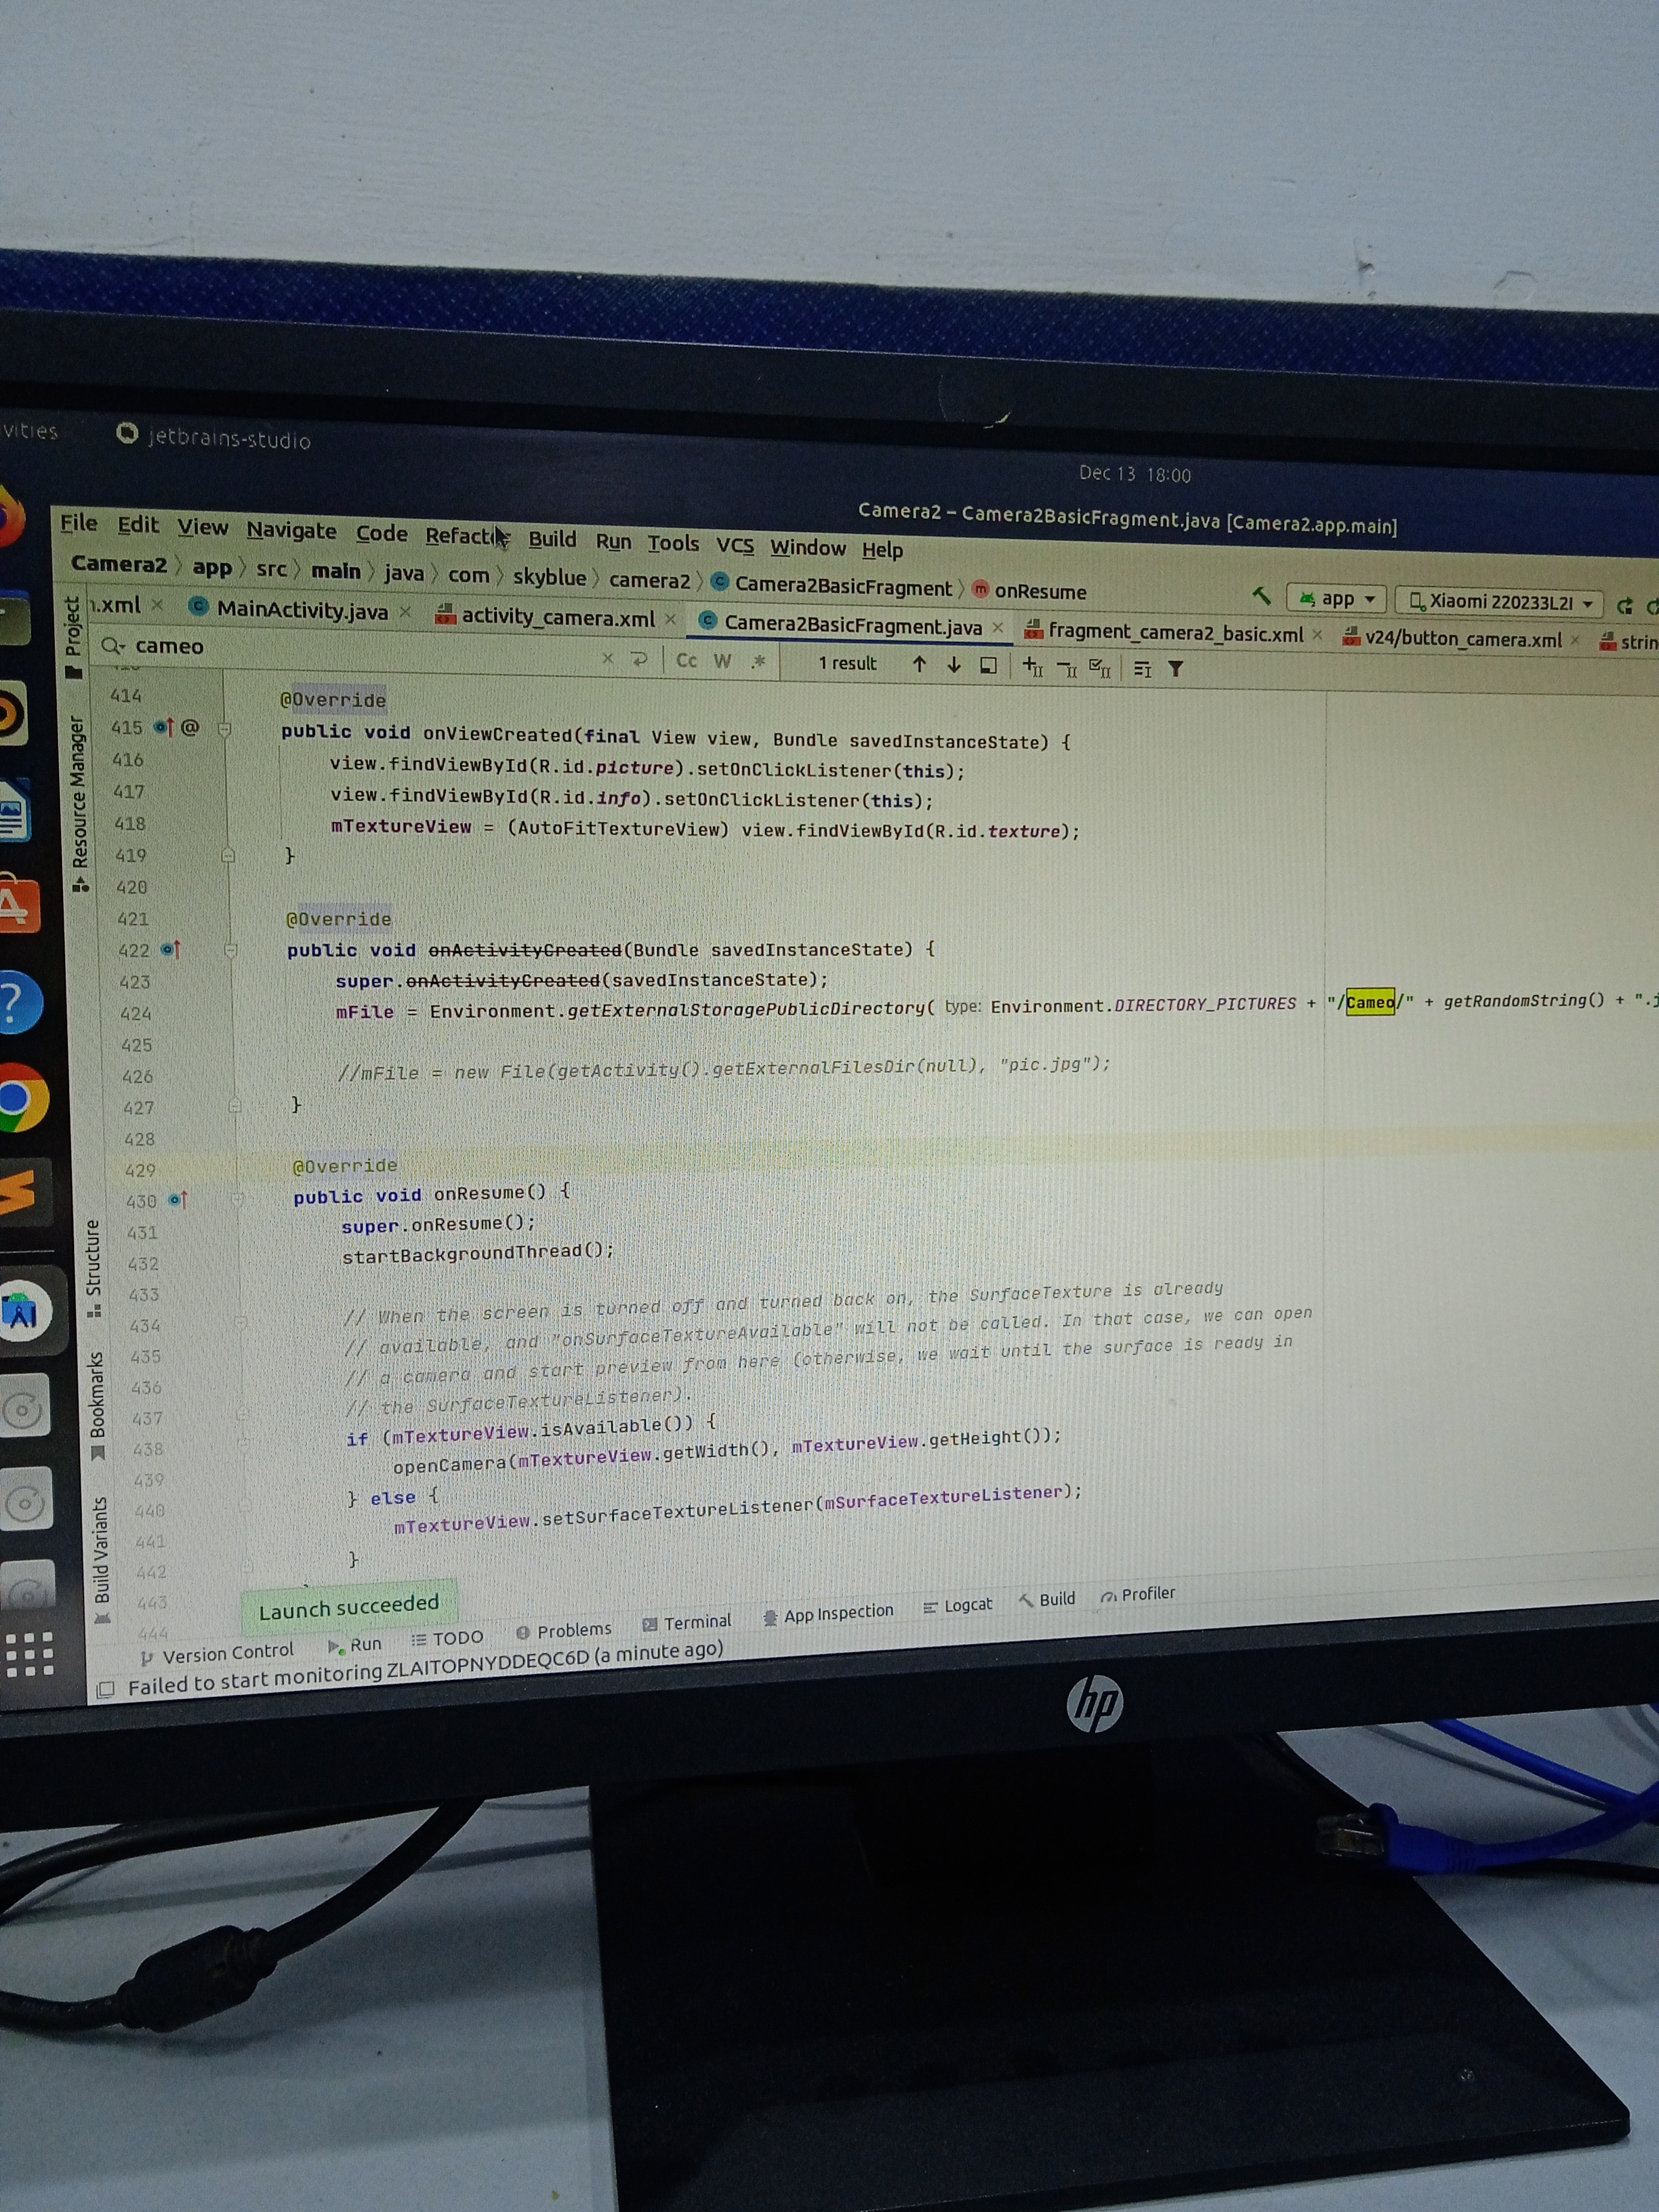 vities jetbrains-studio
Dec 13 18:00
Camera2 – Camera2BasicFragment.java [Camera2.app.main]
File Edit View Navigate Code Build Run Tools VCS Window Help
Camera2 app src main java com skyblue camera2 Camera2BasicFragment onResume
app Xiaomi 220233L2I
.xml MainActivity.java activity_camera.xml Camera2BasicFragment.java fragment_camera2_basic.xml v24/button_camera.xml strin
cameo Cc W .* 1 result
Project
Resource Manager
Structure
Bookmarks
Build Variants
414 @Override
415 @ public void onViewCreated(final View view, Bundle savedInstanceState) {
416 view.findViewById(R.id.picture).setOnClickListener(this);
417 view.findViewById(R.id.info).setOnClickListener(this);
418 mTextureView = (AutoFitTextureView) view.findViewById(R.id.texture);
419 }
420
421 @Override
422 public void onActivityCreated(Bundle savedInstanceState) {
423 super.onActivityCreated(savedInstanceState);
424 mFile = Environment.getExternalStoragePublicDirectory( type: Environment.DIRECTORY_PICTURES + "/Cameo/" + getRandomString() + ".j
425
426 //mFile = new File(getActivity().getExternalFilesDir(null), "pic.jpg");
427 }
428
429 @Override
430 public void onResume() {
431 super.onResume();
432 startBackgroundThread();
433
434 // When the screen is turned off and turned back on, the SurfaceTexture is already
435 // available, and "onSurfaceTextureAvailable" will not be called. In that case, we can open
436 // a camera and start preview from here (otherwise, we wait until the surface is ready in
437 // the SurfaceTextureListener).
438 if (mTextureView.isAvailable()) {
439 openCamera(mTextureView.getWidth(), mTextureView.getHeight());
440 } else {
441 mTextureView.setSurfaceTextureListener(mSurfaceTextureListener);
442 }
443
444
Launch succeeded
Version Control Run TODO Problems Terminal App Inspection Logcat Build Profiler
Failed to start monitoring ZLAITOPNYDDEQC6D (a minute ago)
hp